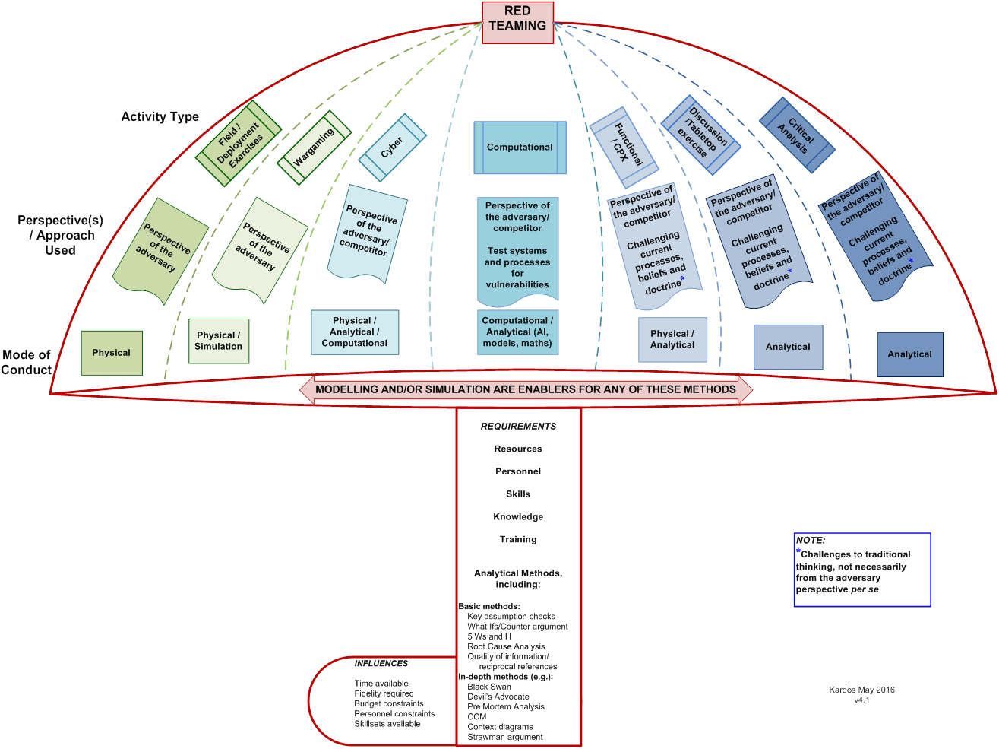 RED
TEAMING
Activity Type
Field /
Deployment
Exercises
Wargaming
Cyber
Computational
Functional
/ CPX
Discussion
/Tabletop
exercise
Critical
Analysis
Perspective(s)
/ Approach
Used
Perspective
of the
adversary
Perspective
of the
adversary
Perspective
of the
adversary/
competitor
Perspective of
the adversary/
competitor
Test systems
and processes
for
vulnerabilities
Perspective of
the adversary/
competitor
Challenging
current
processes,
beliefs and
doctrine*
Perspective of
the adversary/
competitor
Challenging
current
processes,
beliefs and
doctrine*
Perspective of
the adversary/
competitor
Challenging
current
processes,
beliefs and
doctrine*
Mode of
Conduct
Physical
Physical /
Simulation
Physical /
Analytical /
Computational
Computational /
Analytical (AI,
models, maths)
Physical /
Analytical
Analytical
Analytical
MODELLING AND/OR SIMULATION ARE ENABLERS FOR ANY OF THESE METHODS
REQUIREMENTS
Resources
Personnel
Skills
Knowledge
Training
Analytical Methods,
including:
Basic methods:
Key assumption checks
What Ifs/Counter argument
5 Ws and H
Root Cause Analysis
Quality of information/
reciprocal references
In-depth methods (e.g.):
Black Swan
Devil's Advocate
Pre Mortem Analysis
CCM
Context diagrams
Strawman argument
INFLUENCES
Time available
Fidelity required
Budget constraints
Personnel constraints
Skillsets available
NOTE:
*Challenges to traditional
thinking, not necessarily
from the adversary
perspective per se
Kardos May 2016
v4.1